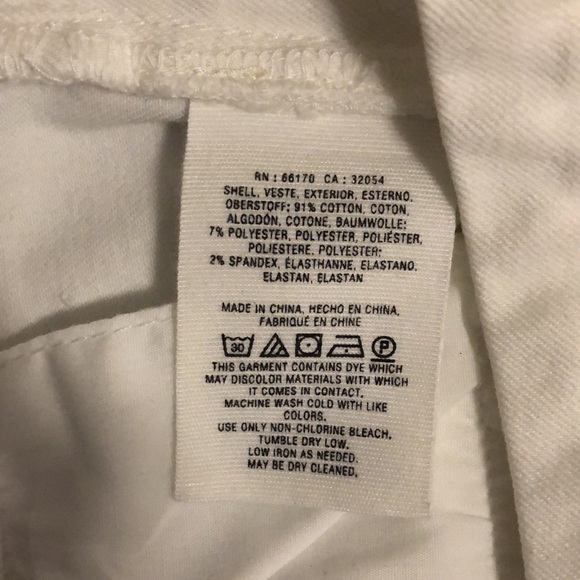 RN : 66170 CA : 32054
SHELL, VESTE, EXTERIOR, ESTERNO,
OBERSTOFF: 91% COTTON, COTON,
ALGODÓN, COTONE, BAUMWOLLE;
7% POLYESTER, POLYESTER, POLIÉSTER,
POLIESTERE, POLYESTER;
2% SPANDEX, ÉLASTHANNE, ELASTANO,
ELASTAN, ELASTAN
MADE IN CHINA, HECHO EN CHINA,
FABRIQUÉ EN CHINE
30 P
THIS GARMENT CONTAINS DYE WHICH
MAY DISCOLOR MATERIALS WITH WHICH
IT COMES IN CONTACT.
MACHINE WASH COLD WITH LIKE
COLORS.
USE ONLY NON-CHLORINE BLEACH.
TUMBLE DRY LOW.
LOW IRON AS NEEDED.
MAY BE DRY CLEANED.